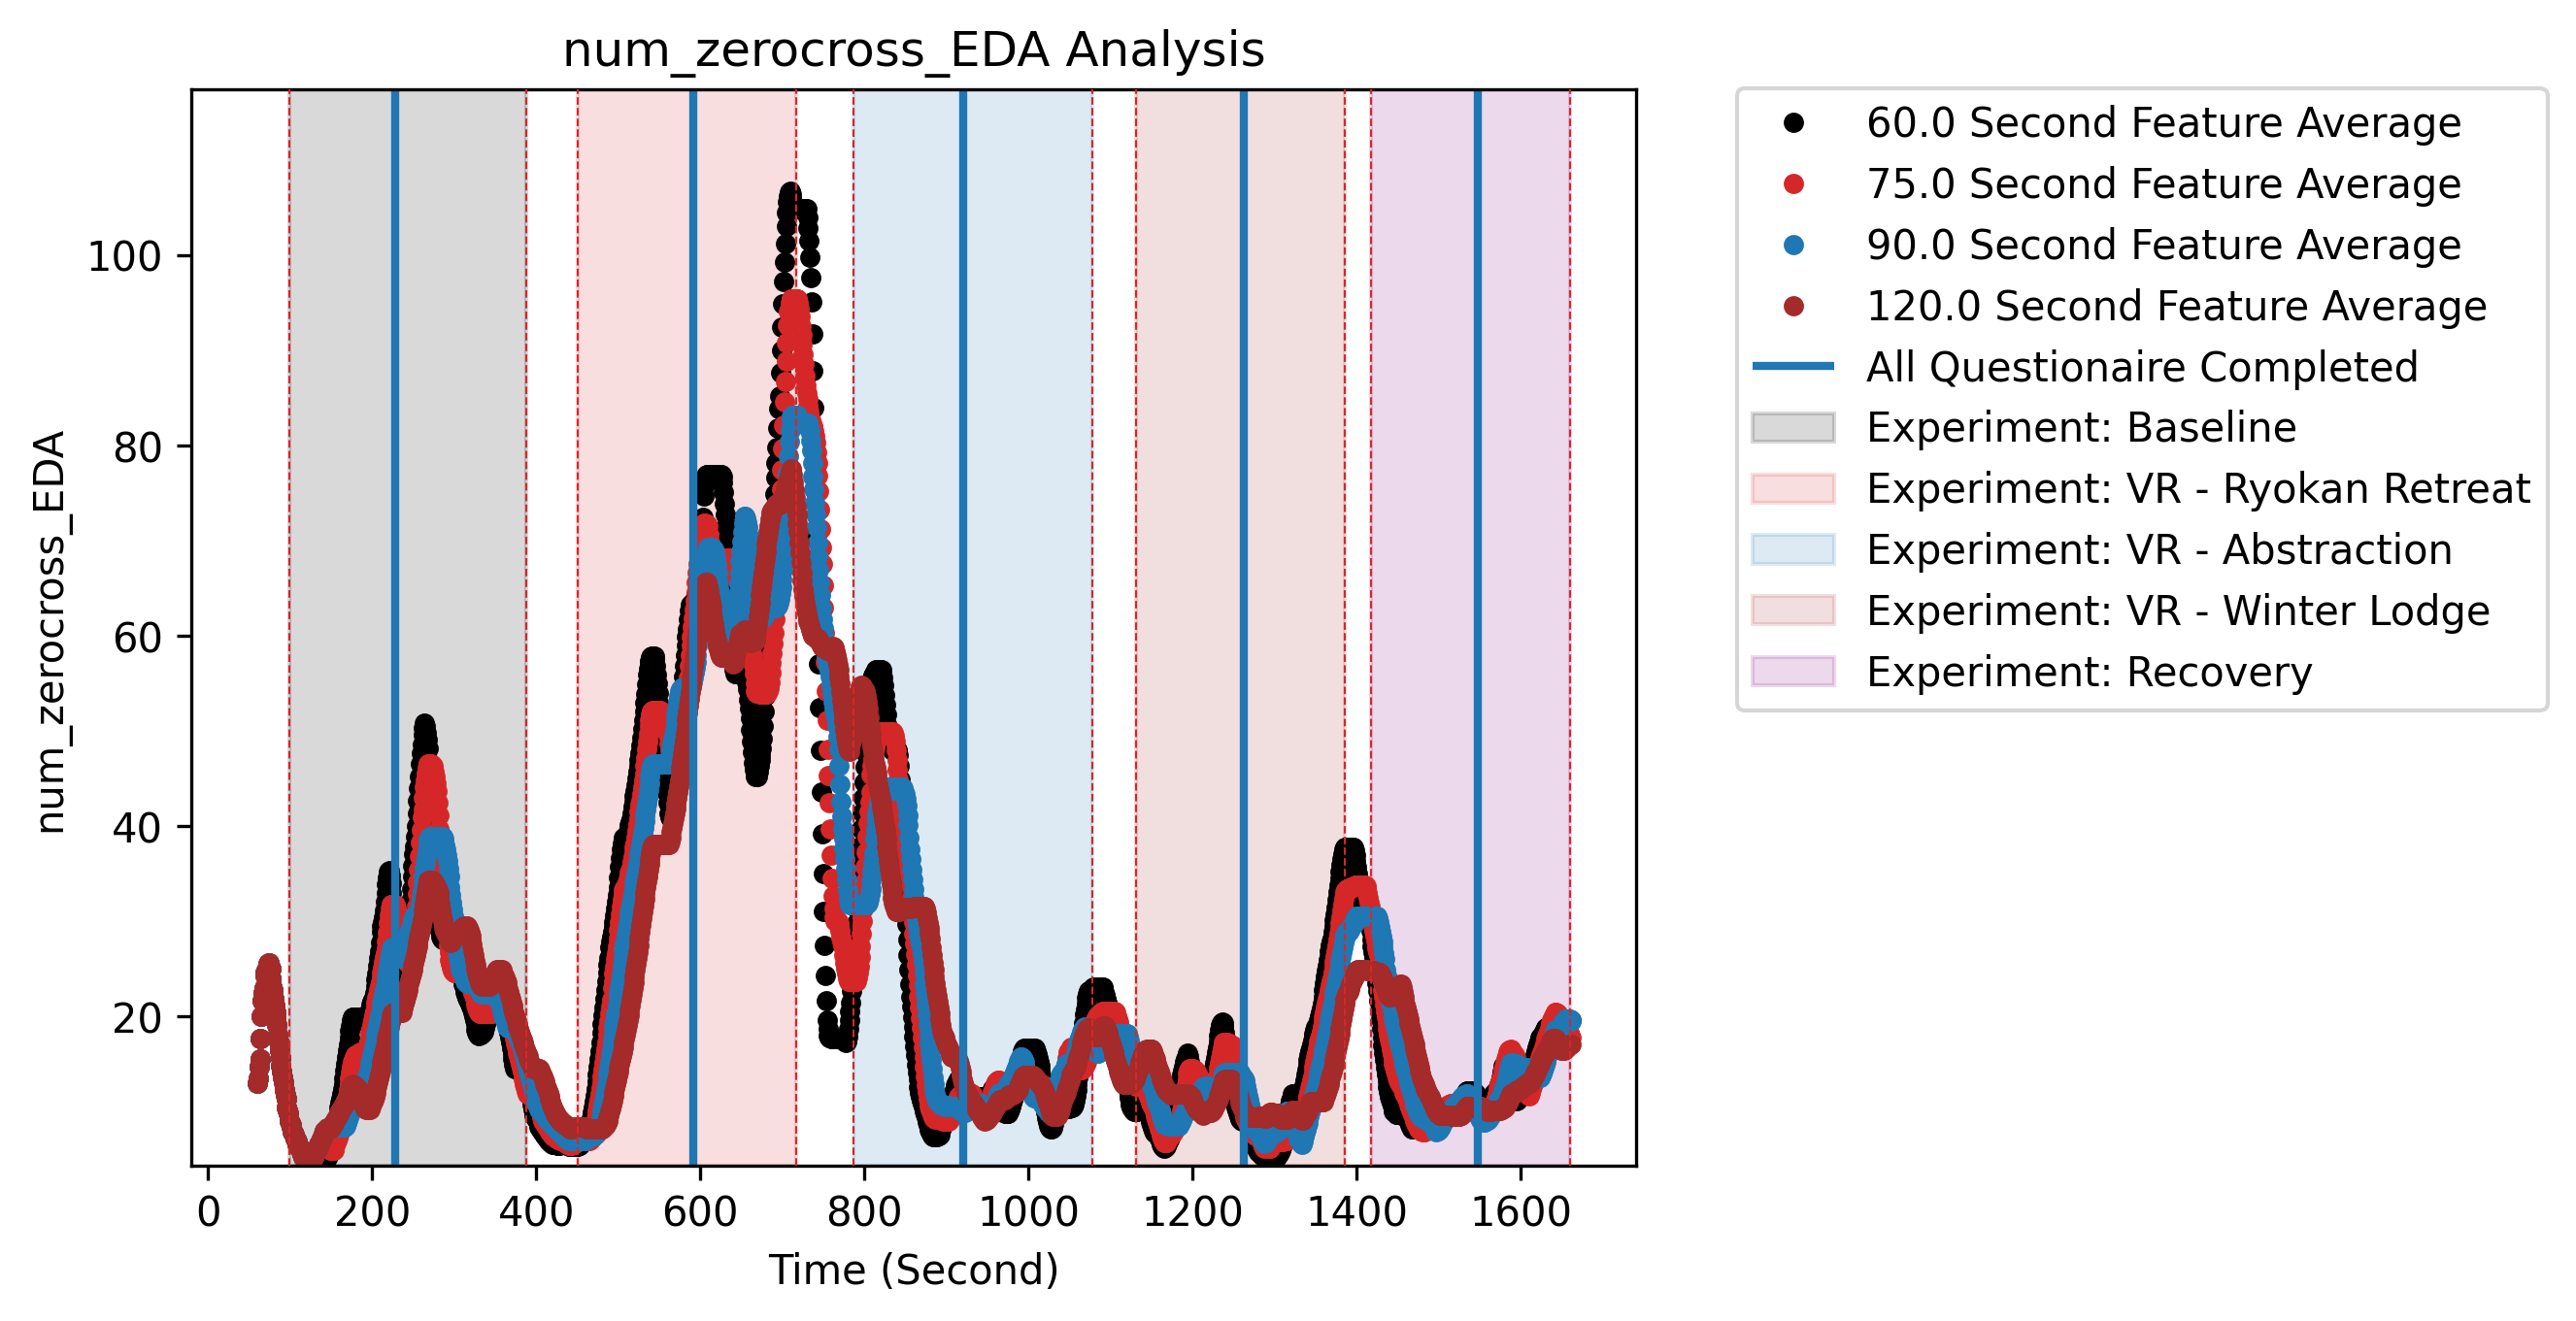 num_zerocross_EDA Analysis
num_zerocross_EDA
100
80
60
40
20
0 200 400 600 800 1000 1200 1400 1600
Time (Second)
60.0 Second Feature Average
75.0 Second Feature Average
90.0 Second Feature Average
120.0 Second Feature Average
All Questionaire Completed
Experiment: Baseline
Experiment: VR - Ryokan Retreat
Experiment: VR - Abstraction
Experiment: VR - Winter Lodge
Experiment: Recovery